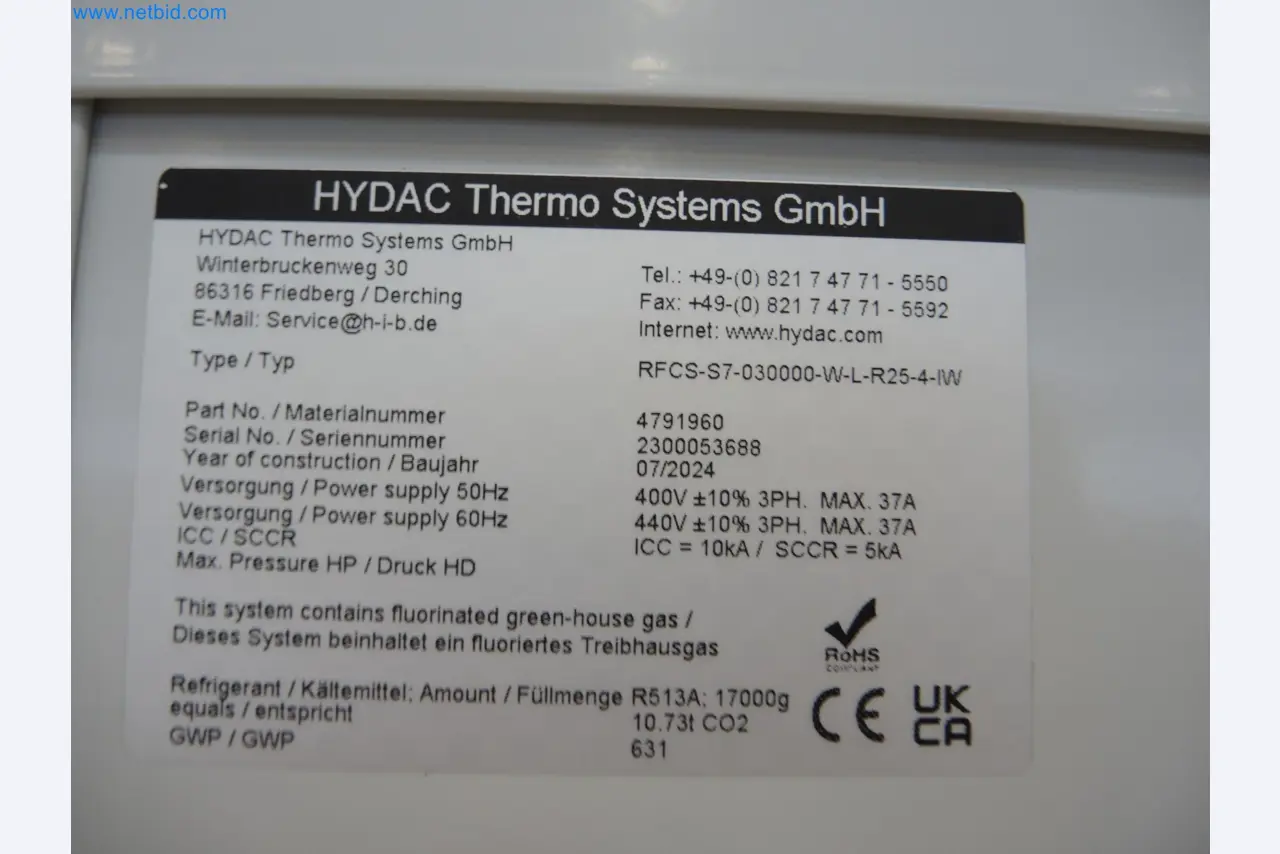 www.netbid.com
HYDAC Thermo Systems GmbH
HYDAC Thermo Systems GmbH
Winterbruckenweg 30
86316 Friedberg / Derching
E-Mail: Service@h-i-b.de
Tel.: +49-(0) 821 7 47 71 - 5550
Fax: +49-(0) 821 7 47 71 - 5592
Internet: www.hydac.com
Type / Typ RFCS-S7-030000-W-L-R25-4-IW
Part No. / Materialnummer 4791960
Serial No. / Seriennummer 2300053688
Year of construction / Baujahr 07/2024
Versorgung / Power supply 50Hz 400V ±10% 3PH. MAX. 37A
Versorgung / Power supply 60Hz 440V ±10% 3PH. MAX. 37A
ICC / SCCR ICC = 10kA / SCCR = 5kA
Max. Pressure HP / Druck HD
This system contains fluorinated green-house gas /
Dieses System beinhaltet ein fluoriertes Treibhausgas
RoHS
COMPLIANT
Refrigerant / Kältemittel: Amount / Füllmenge R513A; 17000g
equals / entspricht 10.73t CO2
GWP / GWP 631
CE
UK
CA